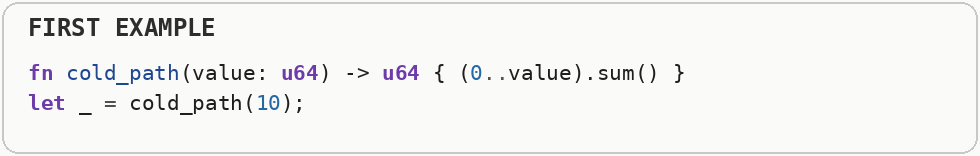 FIRST EXAMPLE
fn cold_path(value: u64) -> u64 { (0..value).sum() }
let _ = cold_path(10);